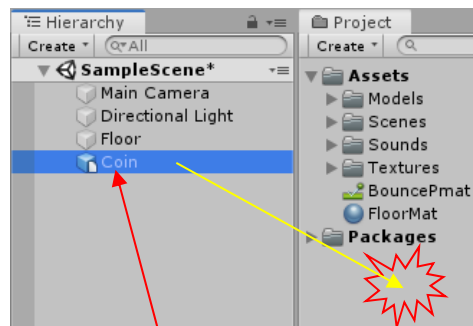 Hierarchy
Create All
SampleScene*
Main Camera
Directional Light
Floor
Coin
Project
Create
Assets
Models
Scenes
Sounds
Textures
BouncePmat
FloorMat
Packages